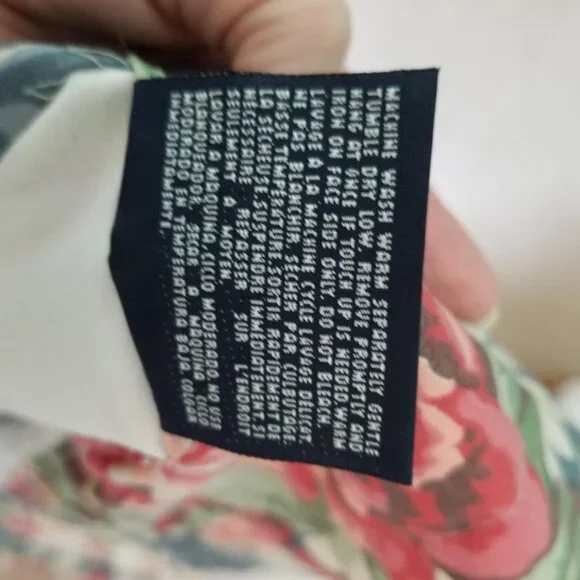 MACHINE WASH WARM SEPARATELY GENTLE
TUMBLE DRY LOW, REMOVE PROMPTLY AND
HANG AT ONCE IF TOUCH UP IS NEEDED WARM
IRON ON FACE SIDE ONLY DO NOT BLEACH.
LAVAGE A LA MACHINE CYCLE LAVAGE DELICAT.
NE PAS BLANCHIR, SECHER PAR CULBUTAGE.
BASSE TEMPERATURE. SORTIR RAPIDEMENT DE
LA SECHEUSE. SUSPENDRE IMMEDIATEMENT. SI
NECESSAIRE REPASSER SUR L'ENDROIT
SEULEMENT A MOYEN.
LAVAR A MAQUINA, CICLO MODERADO. NO USE
BLANQUEADOR. SECAR A MAQUINA, CICLO
MODERADO EN TEMPERATURA BAJA. COLGAR